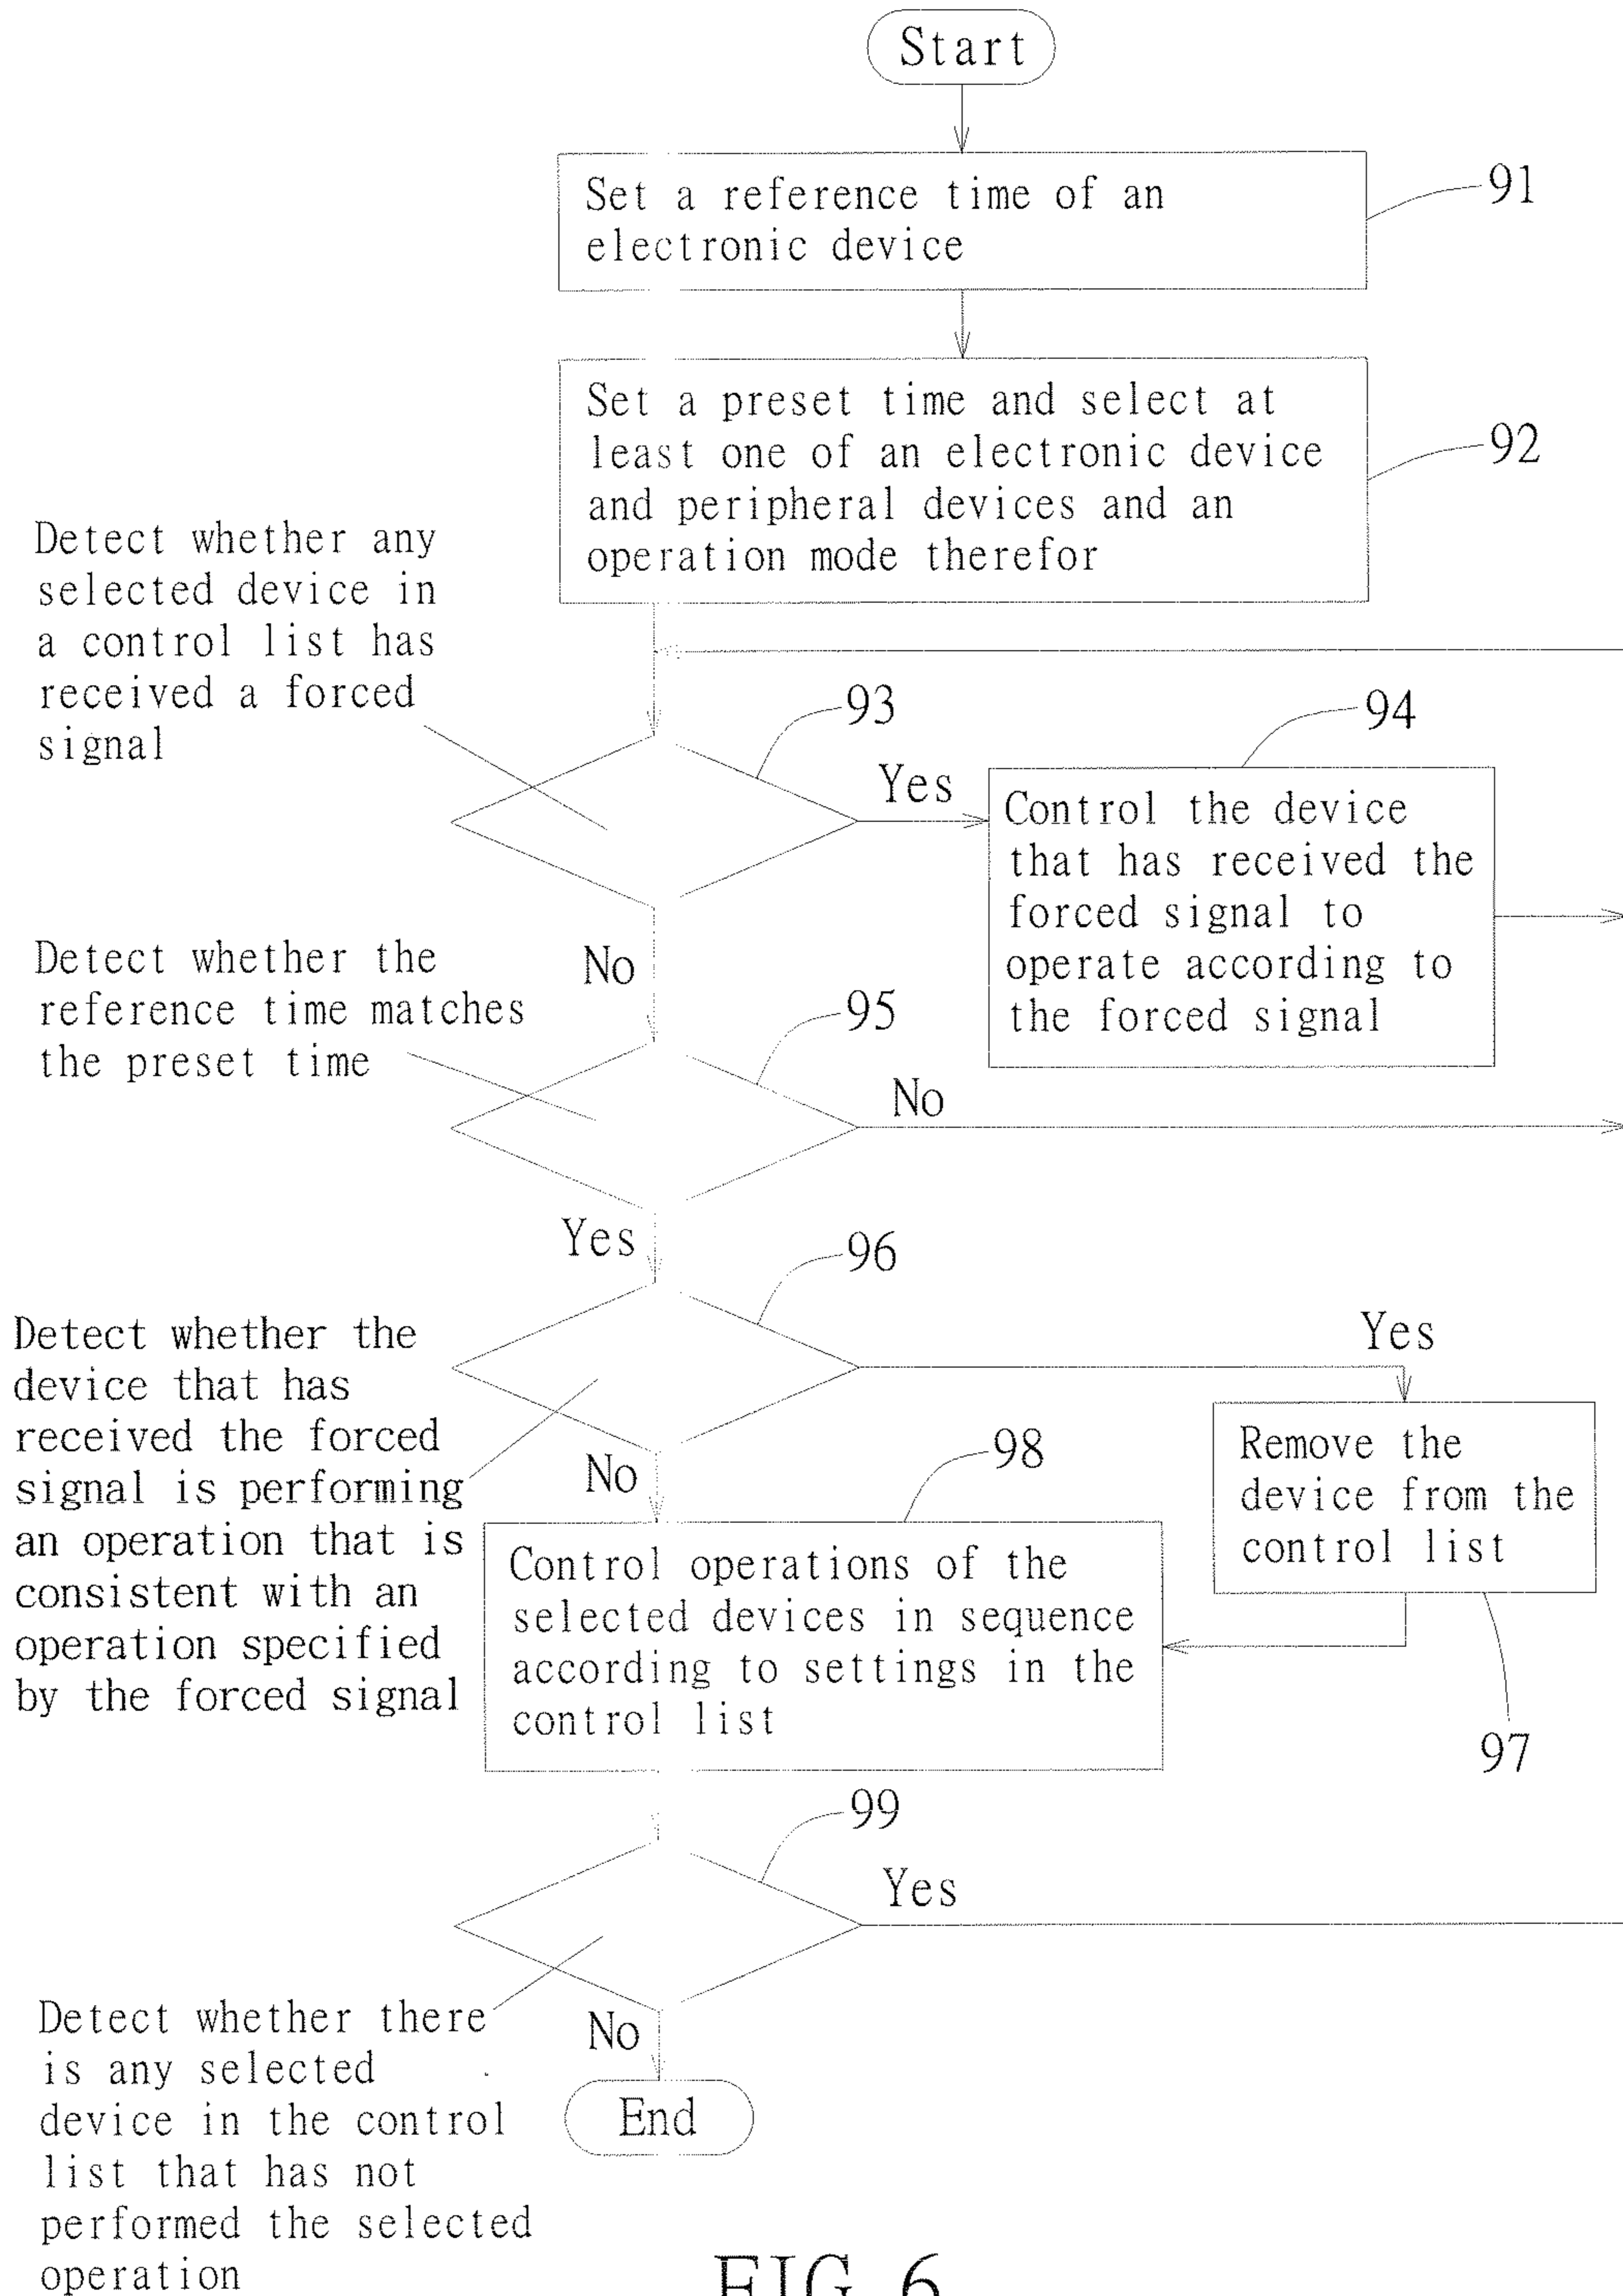 Start
Set a reference time of an
electronic device
91
Set a preset time and select at
least one of an electronic device
and peripheral devices and an
operation mode therefor
92
Detect whether any
selected device in
a control list has
received a forced
signal
93
Yes
94
Control the device
that has received the
forced signal to
operate according to
the forced signal
No
Detect whether the
reference time matches
the preset time
95
No
Yes
96
Detect whether the
device that has
received the forced
signal is performing
an operation that is
consistent with an
operation specified
by the forced signal
Yes
Remove the
device from the
control list
97
No
98
Control operations of the
selected devices in sequence
according to settings in the
control list
99
Yes
Detect whether there
is any selected
device in the control
list that has not
performed the selected
operation
No
End
FIG. 6